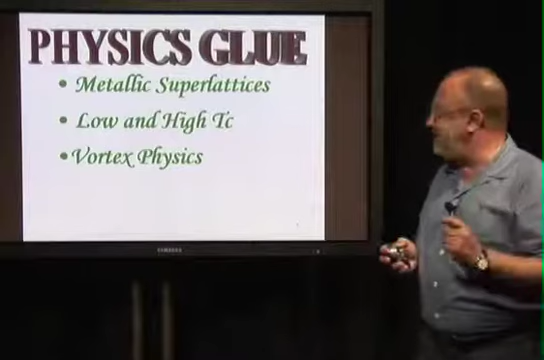 PHYSICS GLUE
• Metallic Superlattices
• Low and High Tc
• Vortex Physics